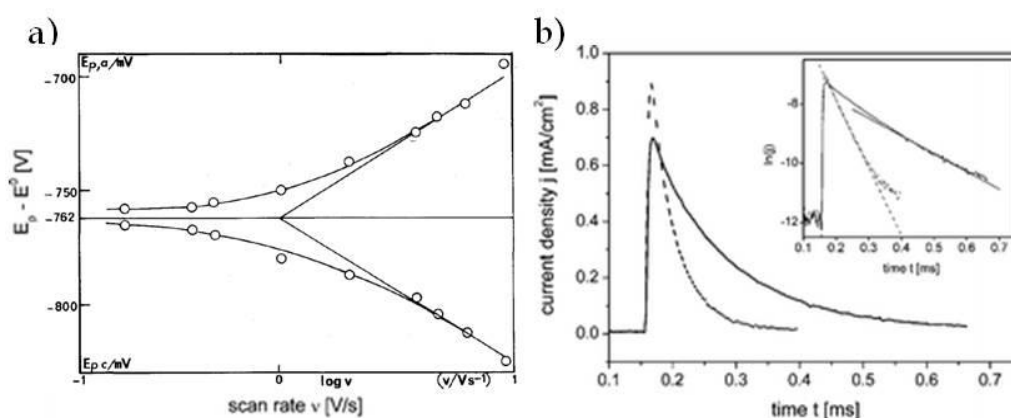 a)
Ep,a/mV
-700
-750
-762
-800
Ep c/mV
Ep - E0 [V]
-1
0
log v
(v/Vs-1)
1
scan rate v [V/s]
b)
1.0
0.8
0.6
0.4
0.2
0.0
current density j [mA/cm2]
0.1 0.2 0.3 0.4 0.5 0.6 0.7
time t [ms]
-8
-10
-12
ln(j)
0.1 0.2 0.3 0.4 0.5 0.6 0.7
time t [ms]